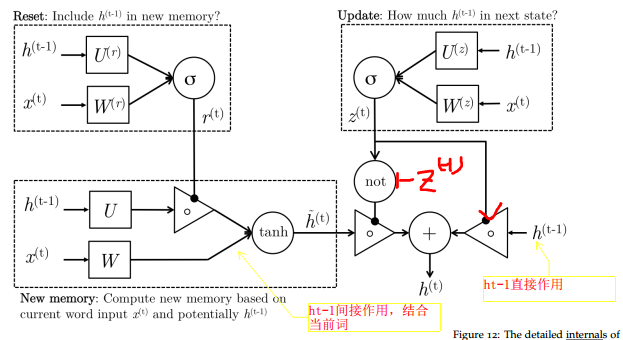 Reset: Include h^(t-1) in new memory?
Update: How much h^(t-1) in next state?
h^(t-1)
U^(r)
x^(t)
W^(r)
σ
r^(t)
U^(z)
h^(t-1)
σ
W^(z)
x^(t)
z^(t)
not
1-Z^(t)
h^(t-1)
U
∘
x^(t)
W
tanh
h̃^(t)
∘
+
∘
h^(t-1)
h^(t)
New memory: Compute new memory based on
current word input x^(t) and potentially h^(t-1)
ht-1间接作用，结合
当前词
ht-1直接作用
Figure 12: The detailed internals of